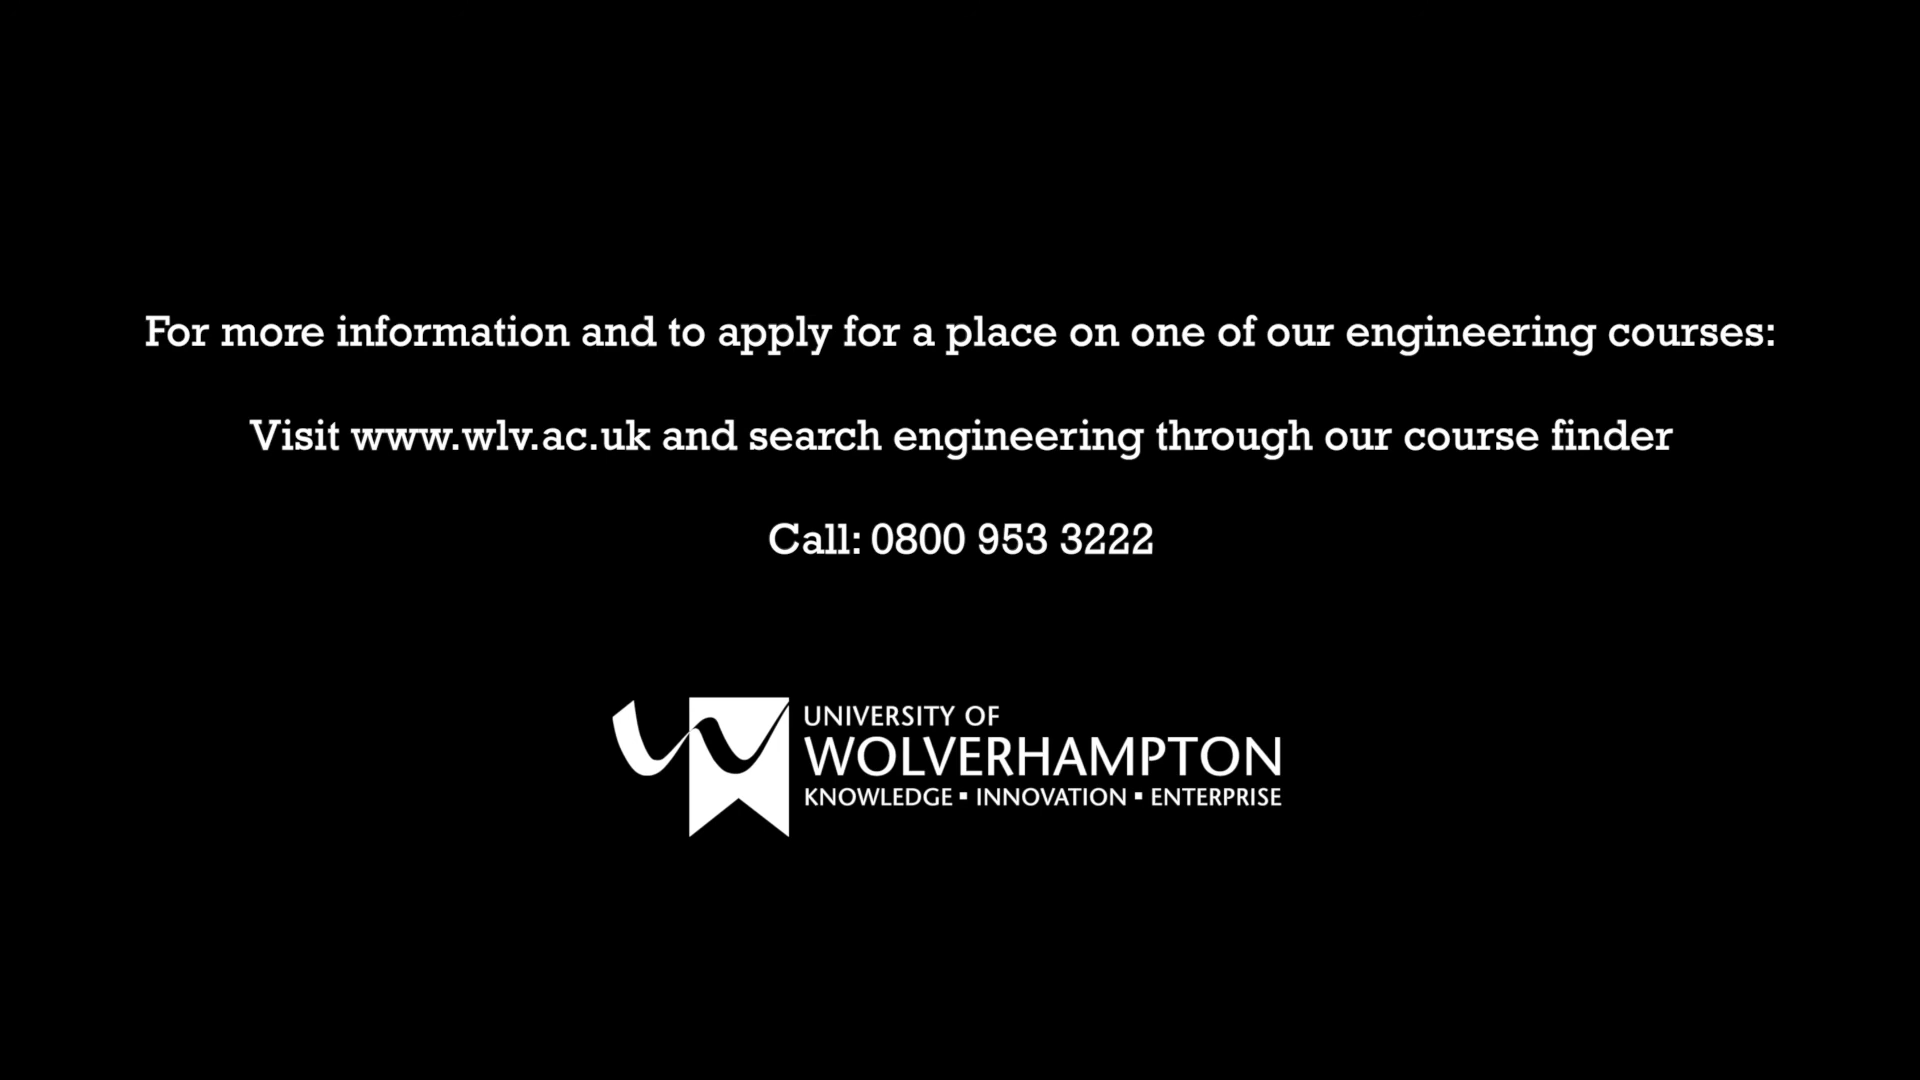 For more information and to apply for a place on one of our engineering courses:
Visit www.wlv.ac.uk and search engineering through our course finder
Call: 0800 953 3222
UNIVERSITY OF
WOLVERHAMPTON
KNOWLEDGE ▪ INNOVATION ▪ ENTERPRISE